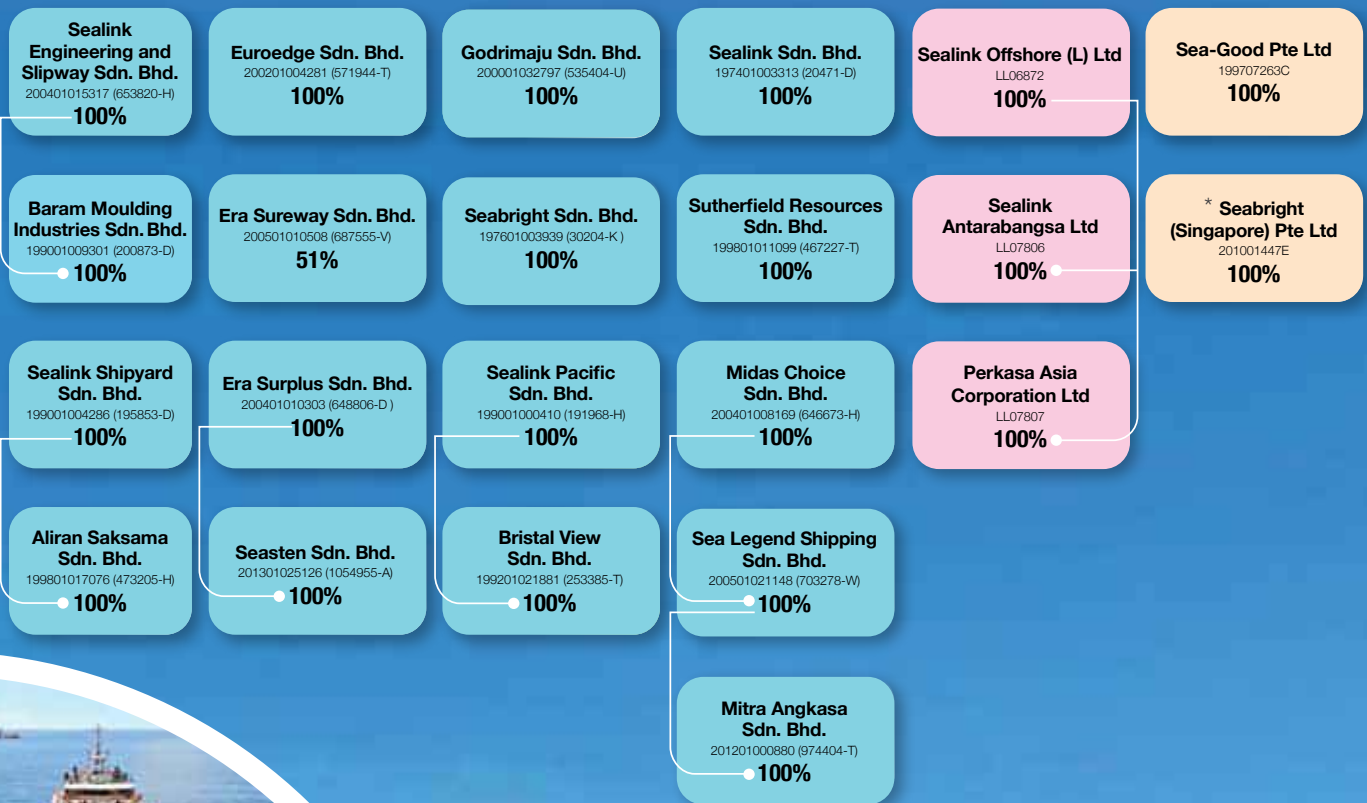 Sealink
Engineering and
Slipway Sdn. Bhd.
200401015317 (653820-H)
100%
Euroedge Sdn. Bhd.
200201004281 (571944-T)
100%
Godrimaju Sdn. Bhd.
200001032797 (535404-U)
100%
Sealink Sdn. Bhd.
197401003313 (20471-D)
100%
Sealink Offshore (L) Ltd
LL06872
100%
Sea-Good Pte Ltd
199707263C
100%
Baram Moulding
Industries Sdn. Bhd.
199001009301 (200873-D)
100%
Era Sureway Sdn. Bhd.
200501010508 (687555-V)
51%
Seabright Sdn. Bhd.
197601003939 (30204-K )
100%
Sutherfield Resources
Sdn. Bhd.
199801011099 (467227-T)
100%
Sealink
Antarabangsa Ltd
LL07806
100%
* Seabright
(Singapore) Pte Ltd
201001447E
100%
Sealink Shipyard
Sdn. Bhd.
199001004286 (195853-D)
100%
Era Surplus Sdn. Bhd.
200401010303 (648806-D )
100%
Sealink Pacific
Sdn. Bhd.
199001000410 (191968-H)
100%
Midas Choice
Sdn. Bhd.
200401008169 (646673-H)
100%
Perkasa Asia
Corporation Ltd
LL07807
100%
Aliran Saksama
Sdn. Bhd.
199801017076 (473205-H)
100%
Seasten Sdn. Bhd.
201301025126 (1054955-A)
100%
Bristal View
Sdn. Bhd.
199201021881 (253385-T)
100%
Sea Legend Shipping
Sdn. Bhd.
200501021148 (703278-W)
100%
Mitra Angkasa
Sdn. Bhd.
201201000880 (974404-T)
100%